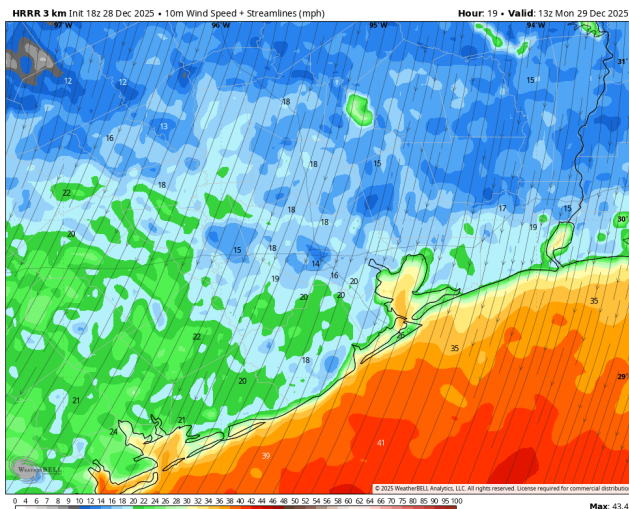 HRRR 3 km Init 18z 28 Dec 2025 • 10m Wind Speed + Streamlines (mph) Hour: 19 • Valid: 13z Mon 29 Dec 2025
97°W 96°W 95°W 94°W
31°
12 12 15
18
13
16
18 15
18
22
18 17 15
18 19 30°
20
15 18
14
16
19 20
20 20
35
26
22 35
18
29°
20
21
21
24
41
39
WEATHERBELL
© 2025 WeatherBELL Analytics, LLC. All rights reserved. License required for commercial distribution
0 4 6 7 8 9 10 12 14 16 18 20 22 24 26 28 30 32 34 36 38 40 42 44 46 48 50 52 54 56 58 60 62 64 66 70 75 80 85 90 95 100
Max: 43.4